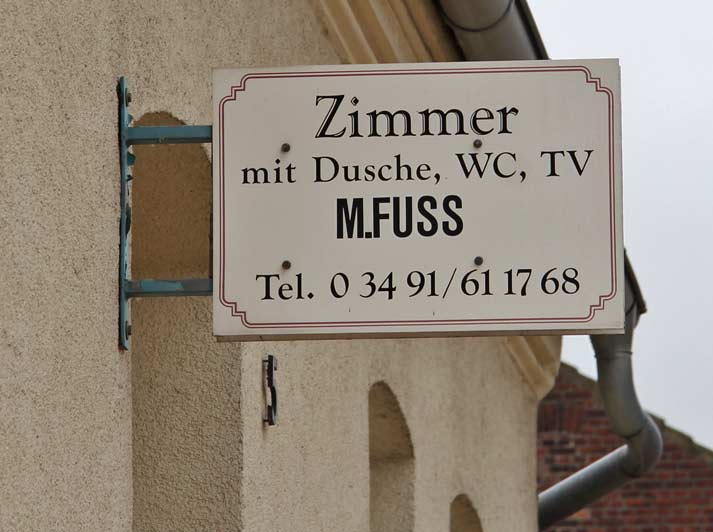 Zimmer
mit Dusche, WC, TV
M.FUSS
Tel. 0 34 91/61 17 68